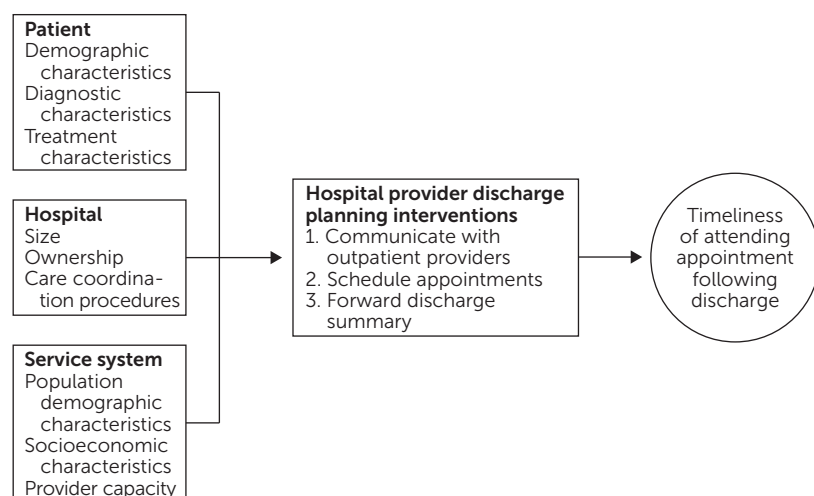 Patient
Demographic
characteristics
Diagnostic
characteristics
Treatment
characteristics
Hospital
Size
Ownership
Care coordina-
tion procedures
Service system
Population
demographic
characteristics
Socioeconomic
characteristics
Provider capacity
Hospital provider discharge
planning interventions
1. Communicate with
outpatient providers
2. Schedule appointments
3. Forward discharge
summary
Timeliness
of attending
appointment
following
discharge